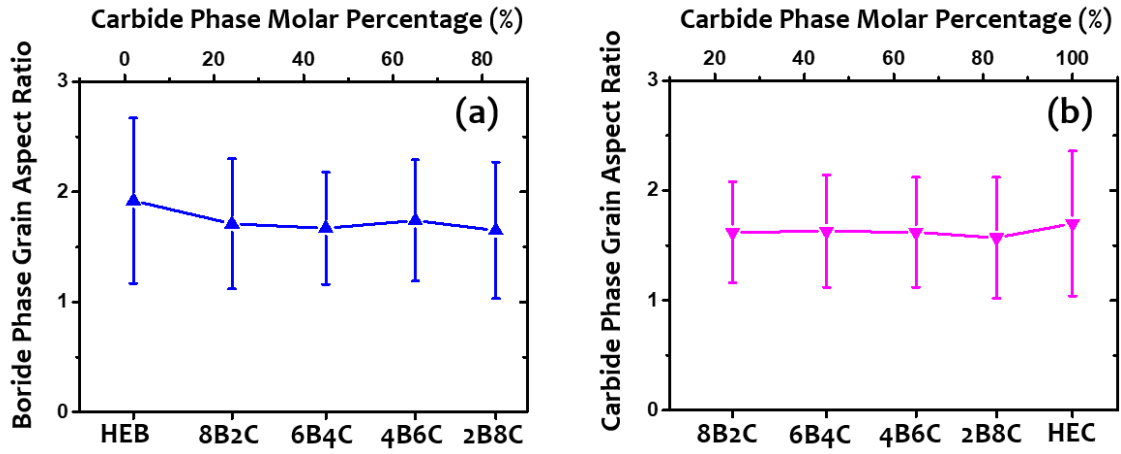 Carbide Phase Molar Percentage (%)
0 20 40 60 80
Boride Phase Grain Aspect Ratio
3
2
1
0
(a)
HEB 8B2C 6B4C 4B6C 2B8C
Carbide Phase Molar Percentage (%)
20 40 60 80 100
Carbide Phase Grain Aspect Ratio
3
2
1
0
(b)
8B2C 6B4C 4B6C 2B8C HEC